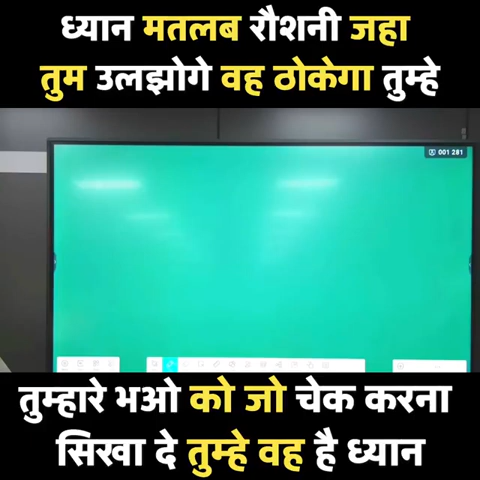 ध्यान मतलब रौशनी जहा
तुम उलझोगे वह ठोकेगा तुम्हे
001 281
तुम्हारे भओ को जो चेक करना
सिखा दे तुम्हे वह है ध्यान